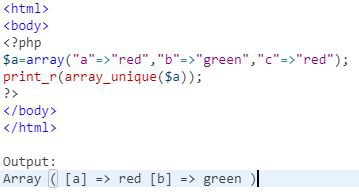 <html>
<body>
<?php
$a=array("a"=>"red","b"=>"green","c"=>"red");
print_r(array_unique($a));
?>
</body>
</html>

Output:
Array ( [a] => red [b] => green )